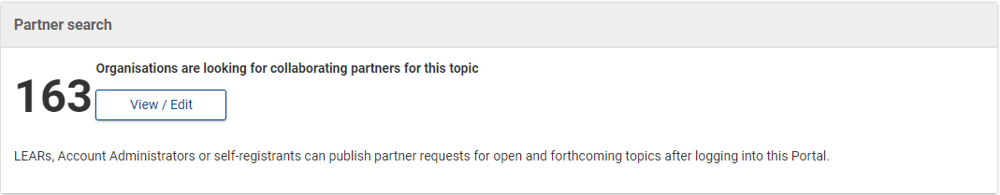 Partner search
Organisations are looking for collaborating partners for this topic
163
View / Edit
LEARs, Account Administrators or self-registrants can publish partner requests for open and forthcoming topics after logging into this Portal.